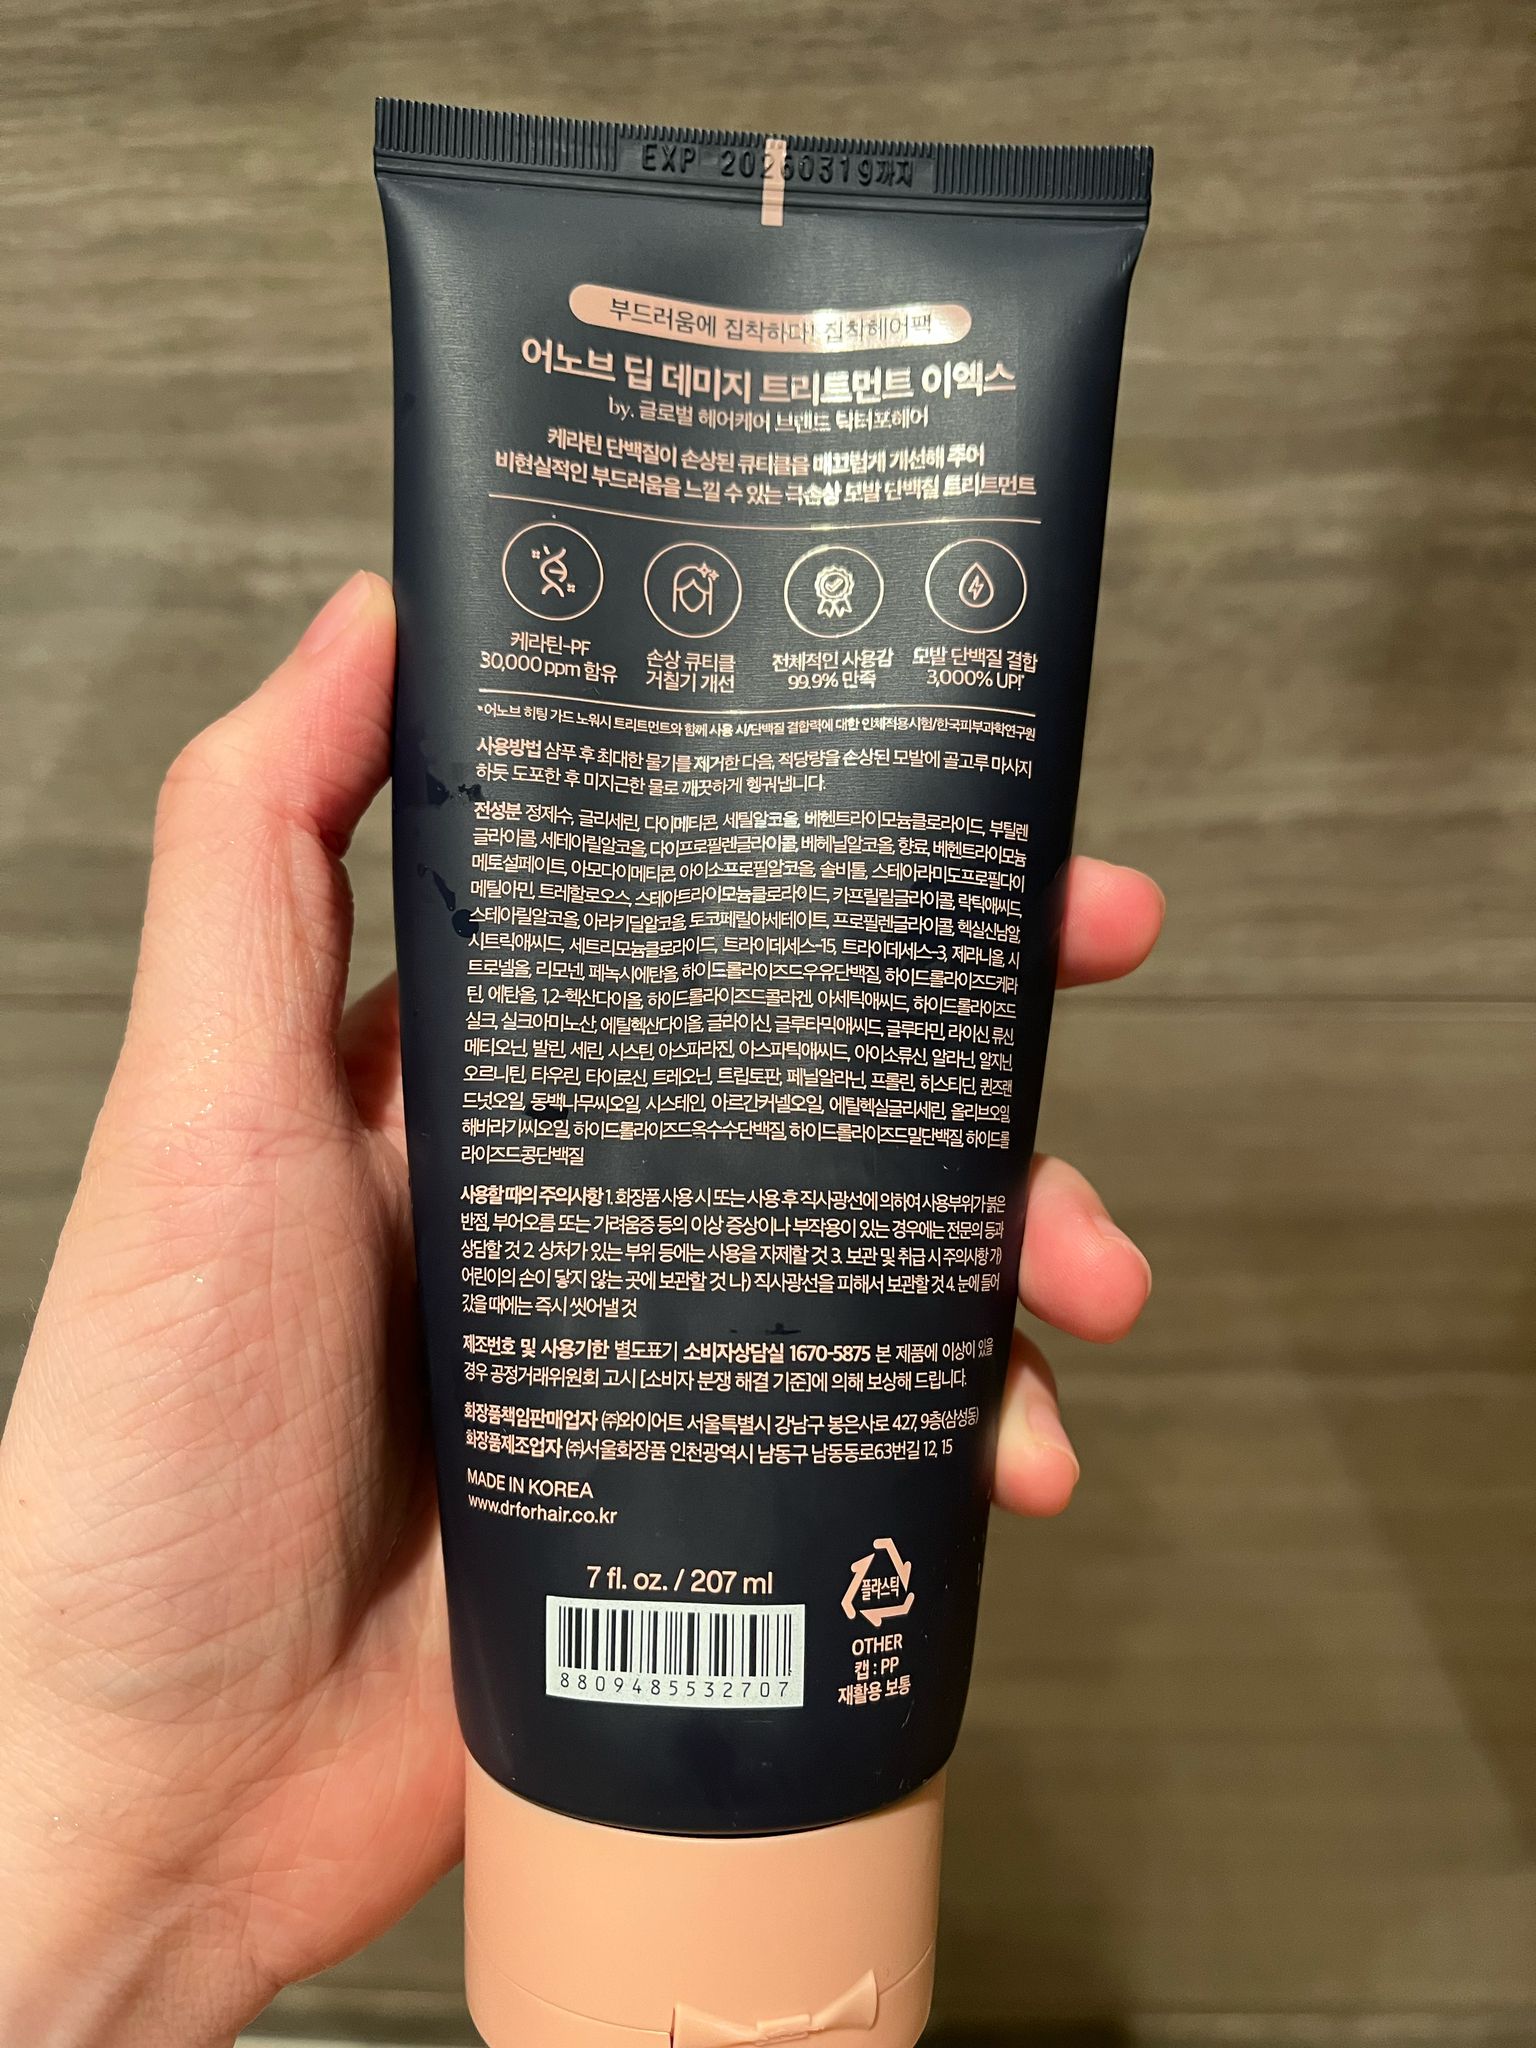 EXP 20260319까지
부드러움에 집착하다! 집착헤어팩
어노브 딥 데미지 트리트먼트 이엑스
by. 글로벌 헤어케어 브랜드 닥터포헤어
케라틴 단백질이 손상된 큐티클을 매끄럽게 개선해 주어
비현실적인 부드러움을 느낄 수 있는 극손상 모발 단백질 트리트먼트
케라틴-PF
30,000ppm 함유
손상 큐티클
거칠기 개선
전체적인 사용감
99.9% 만족
모발 단백질 결합
3,000% UP!*
*어노브 히팅 가드 노워시 트리트먼트와 함께 사용 시/단백질 결합력에 대한 인체적용시험/한국피부과학연구원
사용방법 샴푸 후 최대한 물기를 제거한 다음, 적당량을 손상된 모발에 골고루 마사지
하듯 도포한 후 미지근한 물로 깨끗하게 헹궈냅니다.
전성분 정제수, 글리세린, 다이메티콘, 세틸알코올, 베헨트라이모늄클로라이드, 부틸렌
글라이콜, 세테아릴알코올, 다이프로필렌글라이콜, 베헤닐알코올, 향료, 베헨트라이모늄
메토설페이트, 아모다이메티콘, 아이소프로필알코올, 솔비톨, 스테아라미도프로필다이
메틸아민, 트레할로오스, 스테아트라이모늄클로라이드, 카프릴릴글라이콜, 락틱애씨드,
스테아릴알코올, 아라키딜알코올, 토코페릴아세테이트, 프로필렌글라이콜, 헥실신남알,
시트릭애씨드, 세트리모늄클로라이드, 트라이데세스-15, 트라이데세스-3, 제라니올, 시
트로넬올, 리모넨, 페녹시에탄올, 하이드롤라이즈드우유단백질, 하이드롤라이즈드케라
틴, 에탄올, 1,2-헥산다이올, 하이드롤라이즈드콜라겐, 아세틱애씨드, 하이드롤라이즈드
실크, 실크아미노산, 에틸헥산다이올, 글라이신, 글루타믹애씨드, 글루타민, 라이신, 류신,
메티오닌, 발린, 세린, 시스틴, 아스파라진, 아스파틱애씨드, 아이소류신, 알라닌, 알지닌,
오르니틴, 타우린, 타이로신, 트레오닌, 트립토판, 페닐알라닌, 프롤린, 히스티딘, 퀸즈랜
드넛오일, 동백나무씨오일, 시스테인, 아르간커넬오일, 에틸헥실글리세린, 올리브오일,
해바라기씨오일, 하이드롤라이즈드옥수수단백질, 하이드롤라이즈드밀단백질, 하이드롤
라이즈드콩단백질
사용할 때의 주의사항 1. 화장품 사용 시 또는 사용 후 직사광선에 의하여 사용부위가 붉은
반점, 부어오름 또는 가려움증 등의 이상 증상이나 부작용이 있는 경우에는 전문의 등과
상담할 것 2. 상처가 있는 부위 등에는 사용을 자제할 것 3. 보관 및 취급 시 주의사항 가)
어린이의 손이 닿지 않는 곳에 보관할 것 나) 직사광선을 피해서 보관할 것 4. 눈에 들어
갔을 때에는 즉시 씻어낼 것
제조번호 및 사용기한 별도표기 소비자상담실 1670-5875 본 제품에 이상이 있을
경우 공정거래위원회 고시 [소비자 분쟁 해결 기준]에 의해 보상해 드립니다.
화장품책임판매업자 ㈜와이어트 서울특별시 강남구 봉은사로 427, 9층(삼성동)
화장품제조업자 ㈜서울화장품 인천광역시 남동구 남동동로63번길 12, 15
MADE IN KOREA
www.drforhair.co.kr
7 fl. oz. / 207 ml
8809485532707
플라스틱
OTHER
캡 : PP
재활용 보통